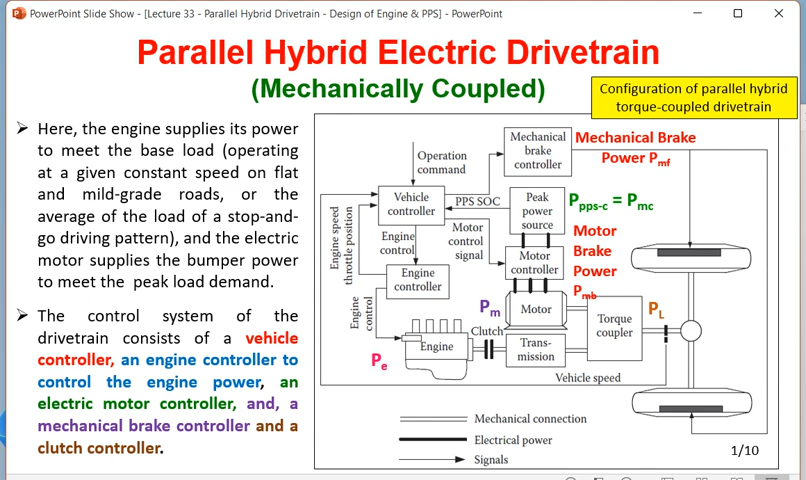 PowerPoint Slide Show - [Lecture 33 - Parallel Hybrid Drivetrain - Design of Engine & PPS] - PowerPoint
Parallel Hybrid Electric Drivetrain
(Mechanically Coupled)
Configuration of parallel hybrid
torque-coupled drivetrain
➢ Here, the engine supplies its power
to meet the base load (operating
at a given constant speed on flat
and mild-grade roads, or the
average of the load of a stop-and-
go driving pattern), and the electric
motor supplies the bumper power
to meet the peak load demand.
➢ The control system of the
drivetrain consists of a vehicle
controller, an engine controller to
control the engine power, an
electric motor controller, and, a
mechanical brake controller and a
clutch controller.
Operation
command
Mechanical
brake
controller
Mechanical Brake
Power Pmf
Vehicle
controller
PPS SOC
Peak
power
source
Ppps-c = Pmc
Engine speed
throttle position
Engine
control
Motor
control
signal
Motor
controller
Motor
Brake
Power
Pmb
Engine
controller
Engine
control
Pm
Motor
Torque
coupler
PL
Clutch
Engine
Pe
Trans-
mission
Vehicle speed
Mechanical connection
Electrical power
Signals
1/10